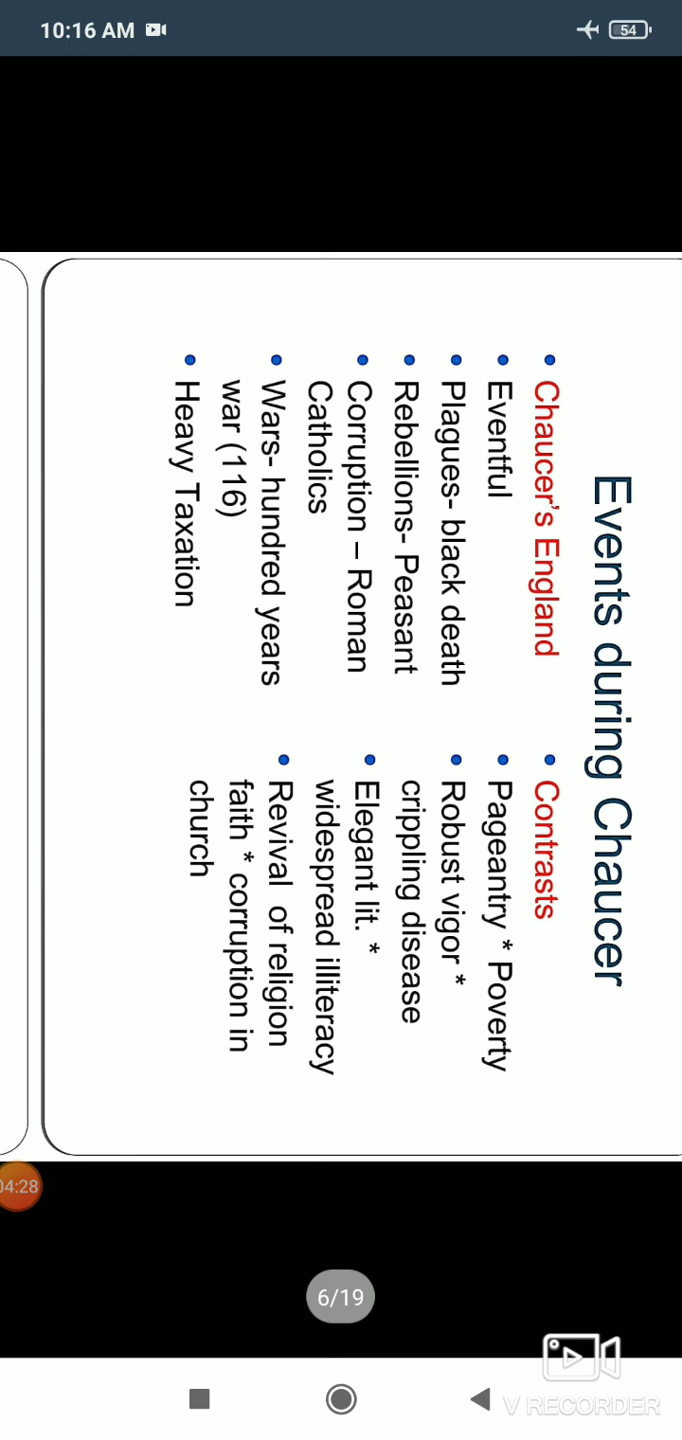 10:16 AM
54
Events during Chaucer
• Chaucer's England
• Eventful
• Plagues- black death
• Rebellions- Peasant
• Corruption – Roman
Catholics
• Wars- hundred years
war (116)
• Heavy Taxation
• Contrasts
• Pageantry * Poverty
• Robust vigor *
crippling disease
• Elegant lit. *
widespread illiteracy
• Revival of religion
faith * corruption in
church
04:28
6/19
V RECORDER